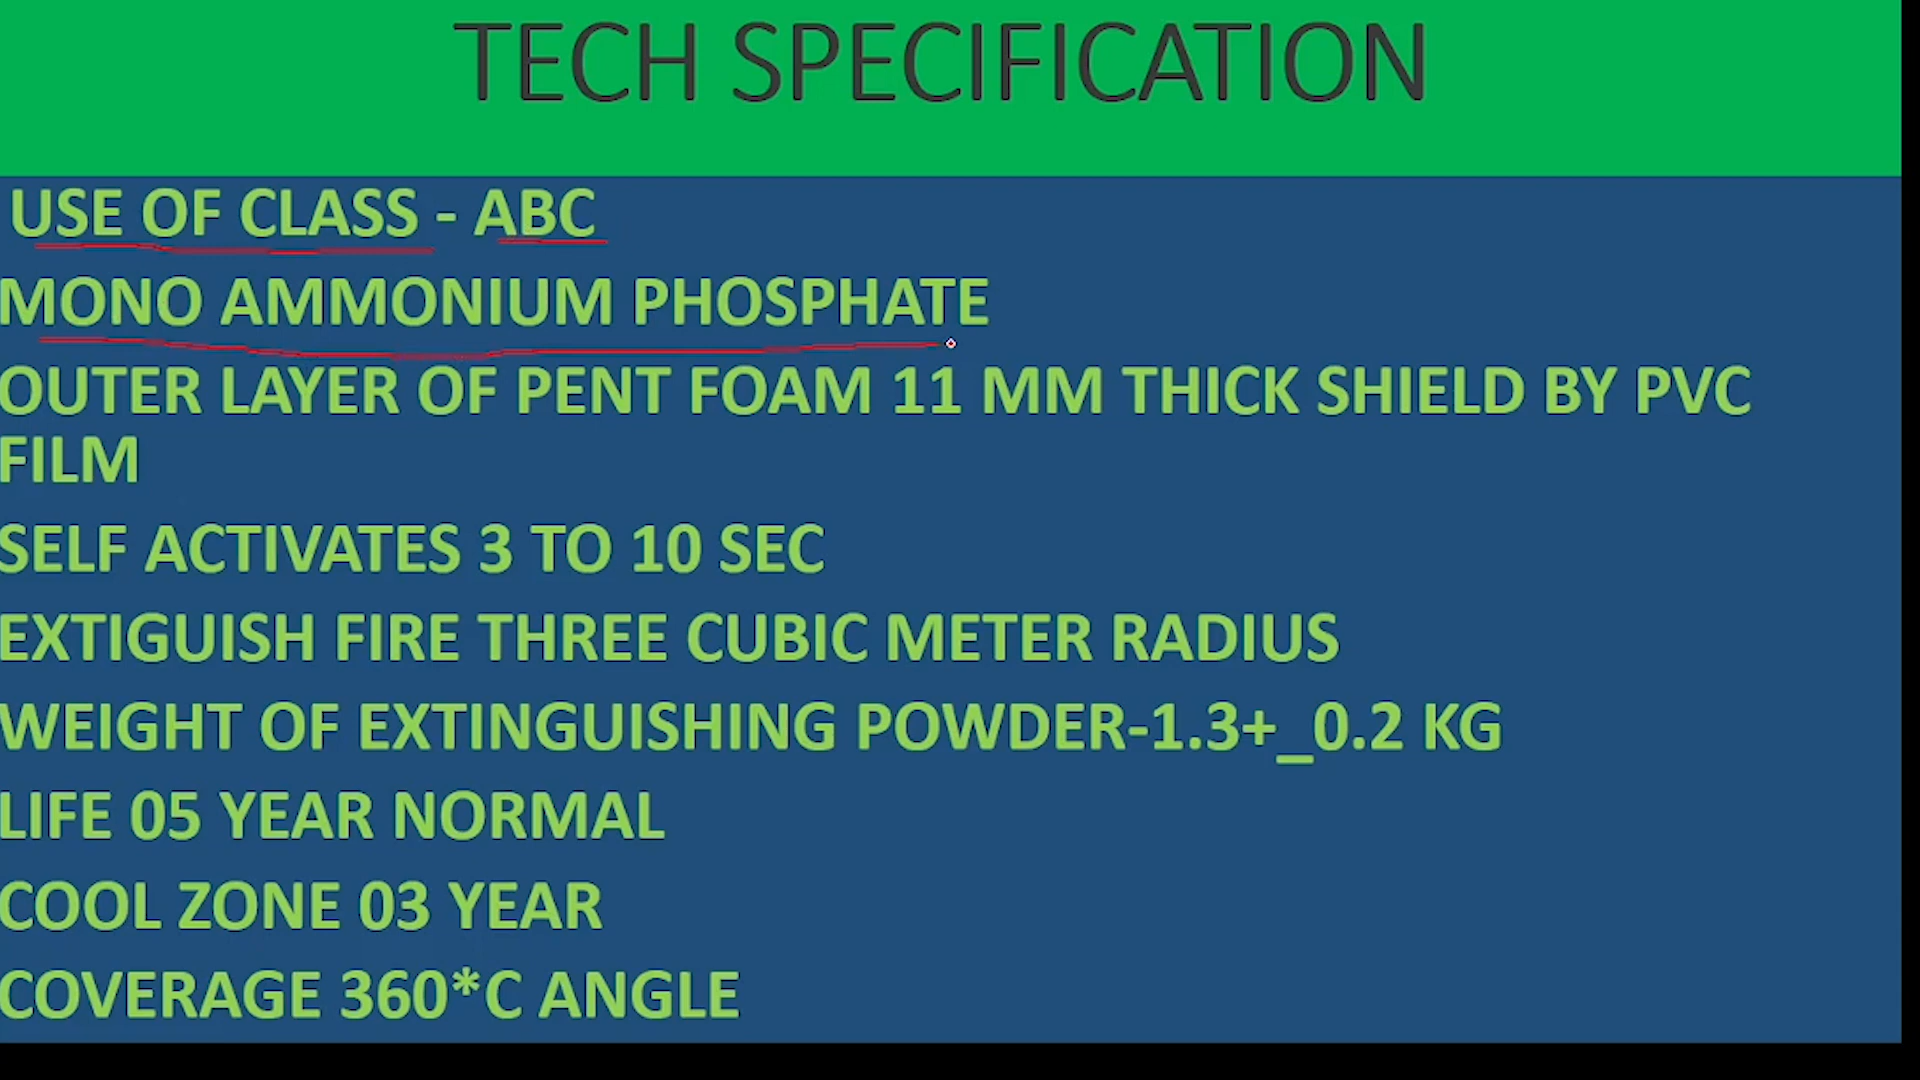 TECH SPECIFICATION
USE OF CLASS - ABC
MONO AMMONIUM PHOSPHATE
OUTER LAYER OF PENT FOAM 11 MM THICK SHIELD BY PVC
FILM
SELF ACTIVATES 3 TO 10 SEC
EXTIGUISH FIRE THREE CUBIC METER RADIUS
WEIGHT OF EXTINGUISHING POWDER-1.3+_0.2 KG
LIFE 05 YEAR NORMAL
COOL ZONE 03 YEAR
COVERAGE 360*C ANGLE